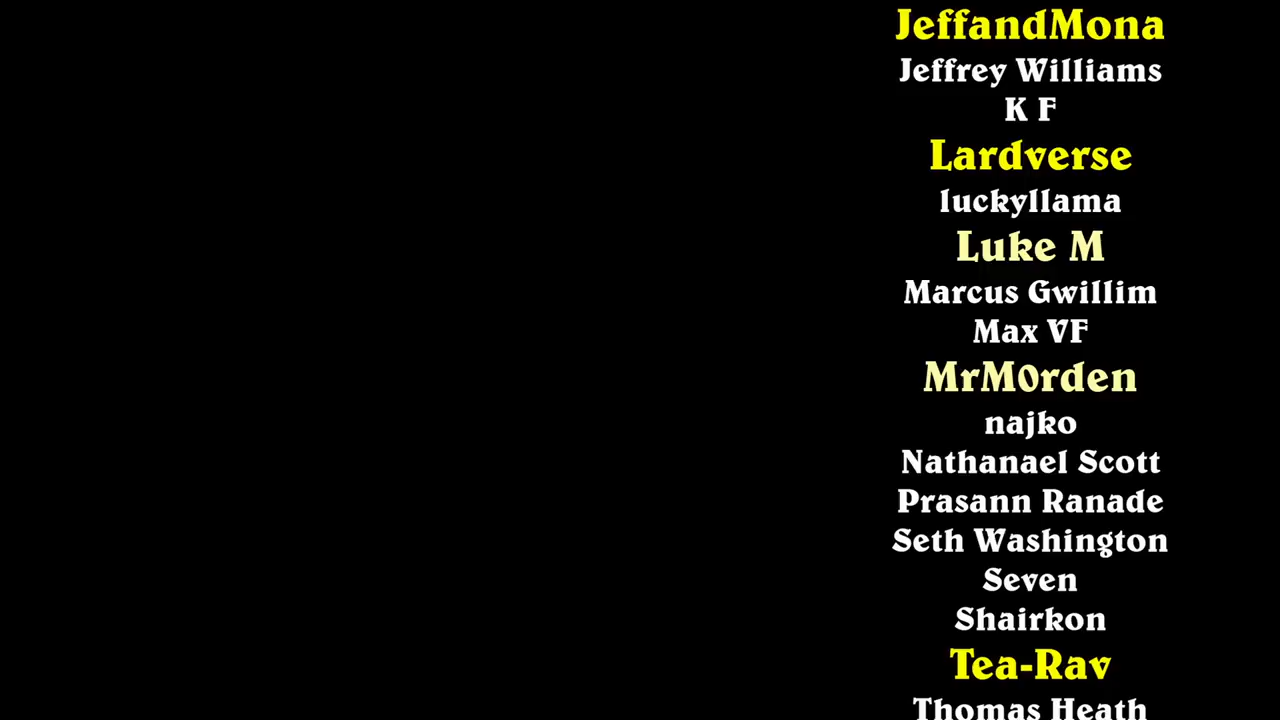 JeffandMona
Jeffrey Williams
K F
Lardverse
luckyllama
Luke M
Marcus Gwillim
Max VF
MrM0rden
najko
Nathanael Scott
Prasann Ranade
Seth Washington
Seven
Shairkon
Tea-Rav
Thomas Heath